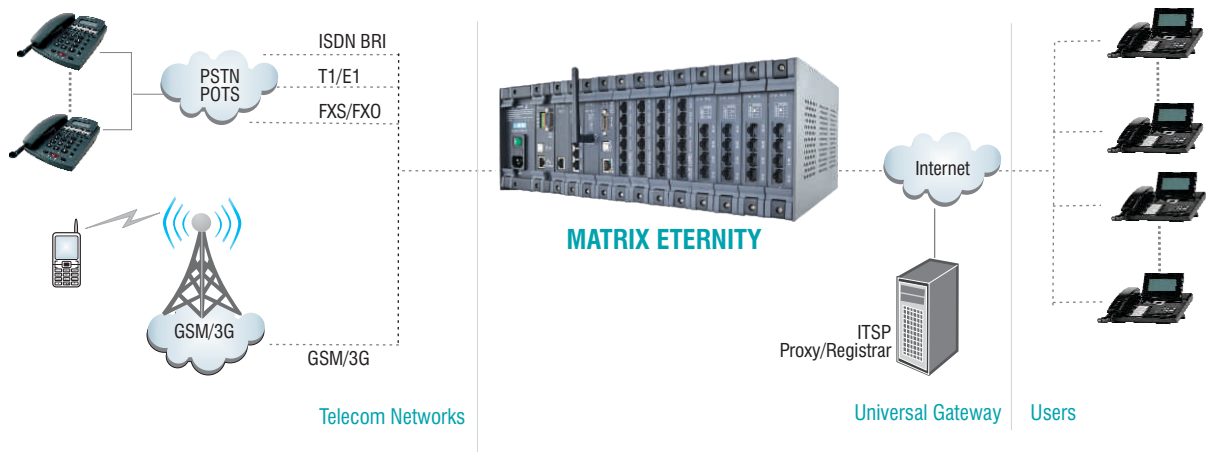 PSTN
POTS
ISDN BRI
T1/E1
FXS/FXO
Internet
MATRIX ETERNITY
GSM/3G
GSM/3G
ITSP
Proxy/Registrar
Telecom Networks
Universal Gateway
Users